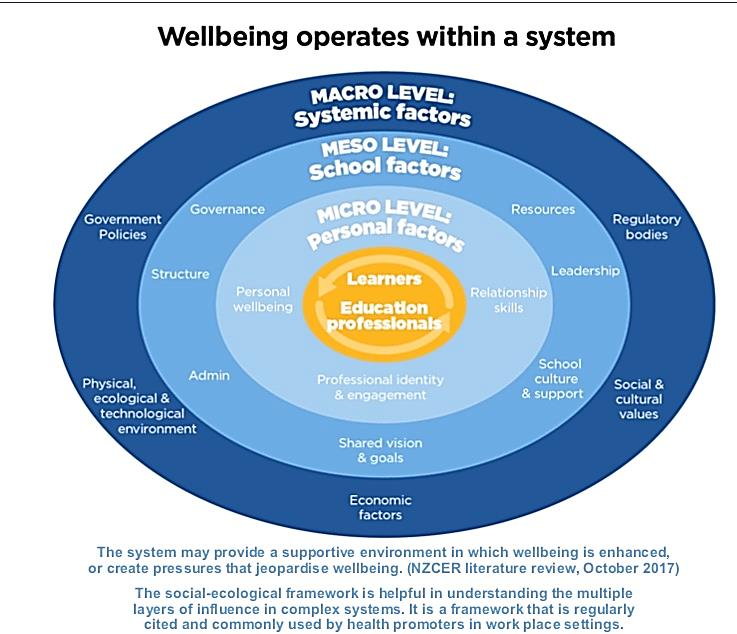 Wellbeing operates within a system
MACRO LEVEL:
Systemic factors
MESO LEVEL:
School factors
MICRO LEVEL:
Personal factors
Government
Policies
Governance
Resources
Regulatory
bodies
Structure
Leadership
Personal
wellbeing
Learners
Education
professionals
Relationship
skills
Admin
Professional identity
& engagement
School
culture
& support
Physical,
ecological &
technological
environment
Social &
cultural
values
Shared vision
& goals
Economic
factors
The system may provide a supportive environment in which wellbeing is enhanced,
or create pressures that jeopardise wellbeing. (NZCER literature review, October 2017)
The social-ecological framework is helpful in understanding the multiple
layers of influence in complex systems. It is a framework that is regularly
cited and commonly used by health promoters in work place settings.